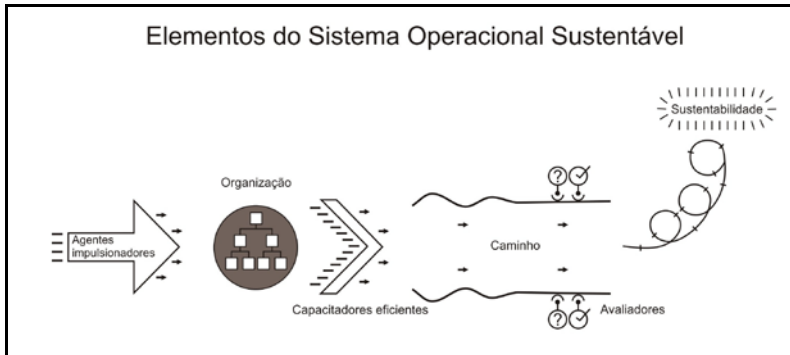 Elementos do Sistema Operacional Sustentável
Sustentabilidade
Organização
Agentes
impulsionadores
?
Caminho
Capacitadores eficientes
?
Avaliadores